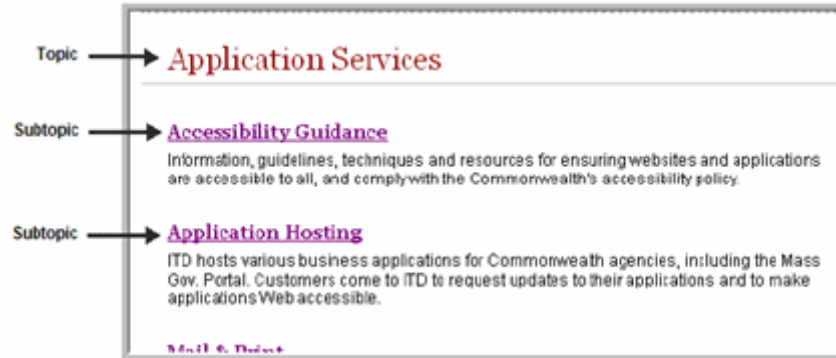 Topic
Application Services
Subtopic
Accessibility Guidance
Information, guidelines, techniques and resources for ensuring websites and applications
are accessible to all, and comply with the Commonwealth's accessibility policy.
Subtopic
Application Hosting
ITD hosts various business applications for Commonweath agencies, including the Mass
Gov. Portal. Customers come to ITD to request updates to their applications and to make
applications Web accessible.
Mail & Print